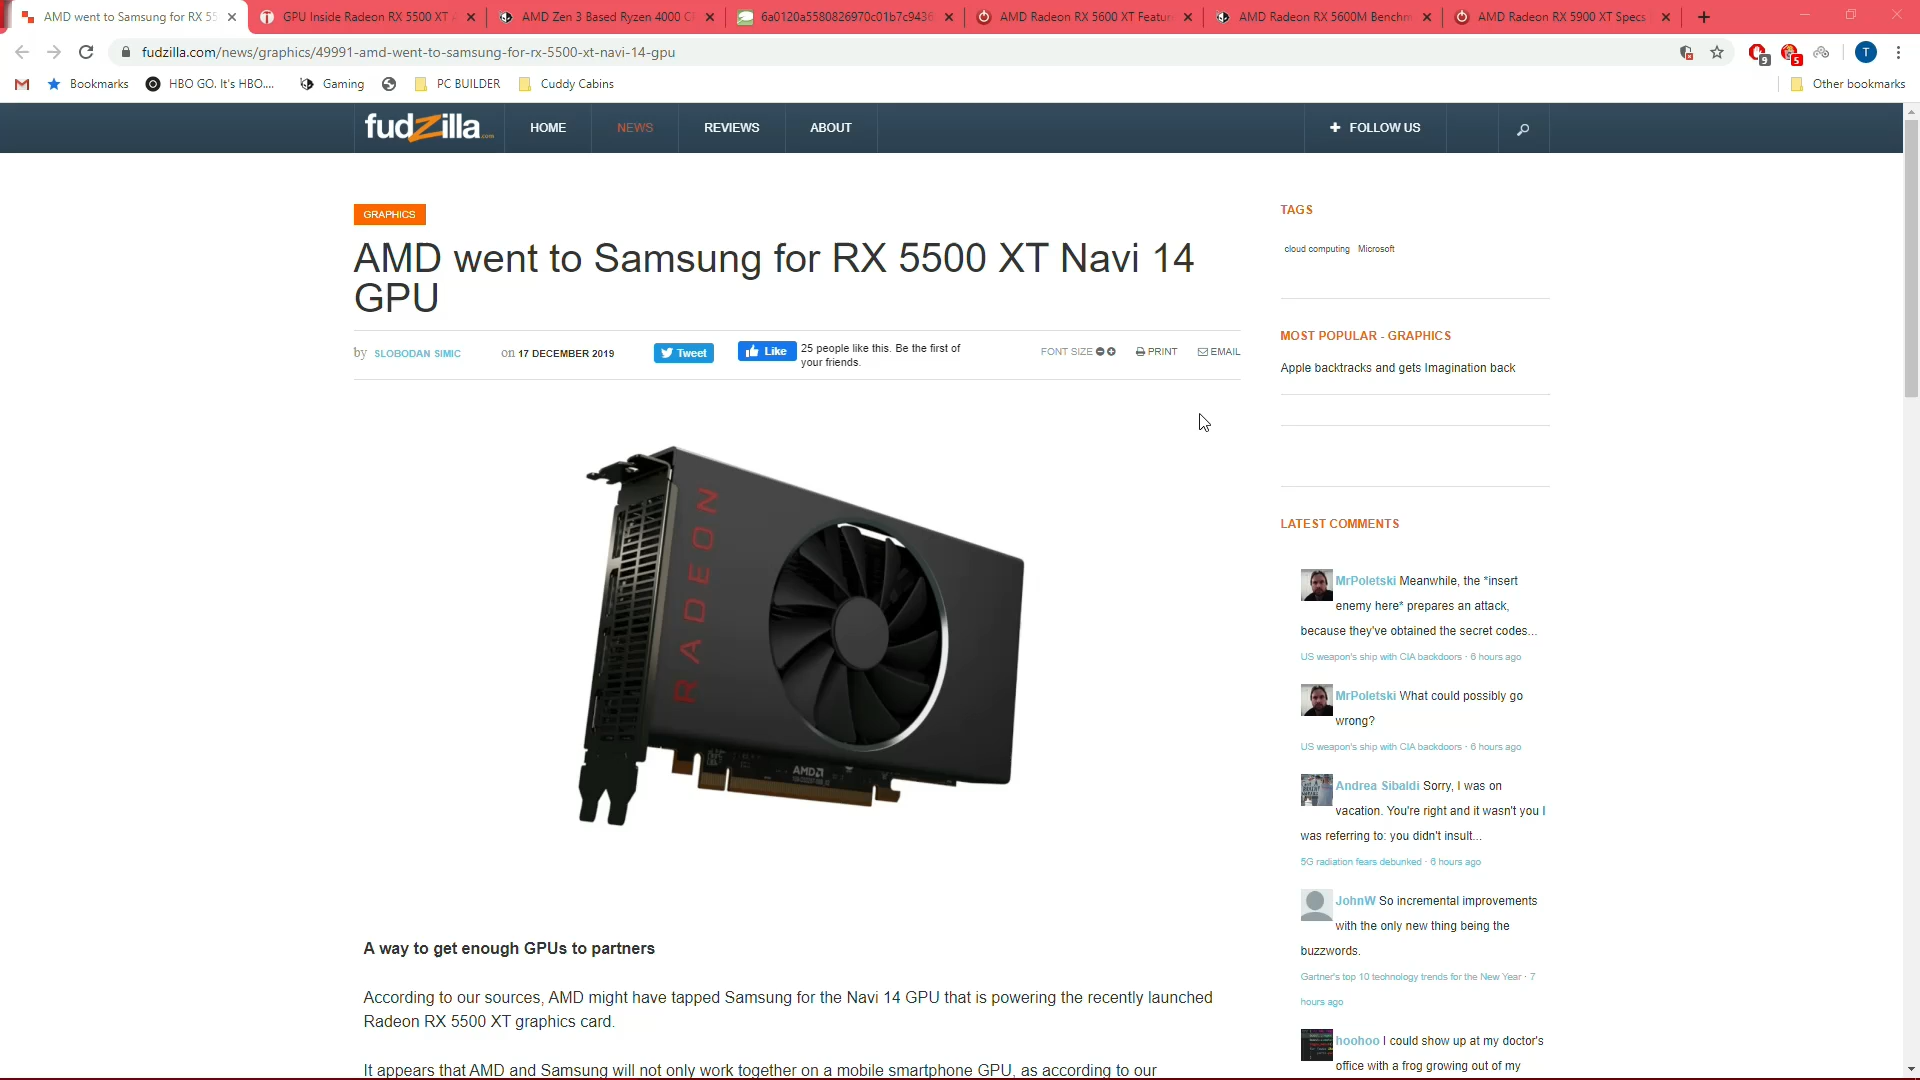 AMD went to Samsung for RX 55
GPU Inside Radeon RX 5500 XT
AMD Zen 3 Based Ryzen 4000
6a0120a5580826970c01b7c9436
AMD Radeon RX 5600 XT Featur
AMD Radeon RX 5600M Benchm
AMD Radeon RX 5900 XT Specs
fudzilla.com/news/graphics/49991-amd-went-to-samsung-for-rx-5500-xt-navi-14-gpu
9
5
T
Bookmarks
HBO GO. It's HBO....
Gaming
PC BUILDER
Cuddy Cabins
Other bookmarks
fudzilla.com
HOME
NEWS
REVIEWS
ABOUT
FOLLOW US
GRAPHICS
AMD went to Samsung for RX 5500 XT Navi 14
GPU
by SLOBODAN SIMIC
on 17 DECEMBER 2019
Tweet
Like
25 people like this. Be the first of
your friends.
FONT SIZE
PRINT
EMAIL
RADEON
AMD
A way to get enough GPUs to partners
According to our sources, AMD might have tapped Samsung for the Navi 14 GPU that is powering the recently launched
Radeon RX 5500 XT graphics card.
It appears that AMD and Samsung will not only work together on a mobile smartphone GPU, as according to our
TAGS
cloud computing Microsoft
MOST POPULAR - GRAPHICS
Apple backtracks and gets Imagination back
LATEST COMMENTS
MrPoletski Meanwhile, the *insert
enemy here* prepares an attack,
because they've obtained the secret codes...
US weapon's ship with CIA backdoors · 6 hours ago
MrPoletski What could possibly go
wrong?
US weapon's ship with CIA backdoors · 6 hours ago
Andrea Sibaldi Sorry, I was on
vacation. You're right and it wasn't you I
was referring to: you didn't insult...
5G radiation fears debunked · 6 hours ago
JohnW So incremental improvements
with the only new thing being the
buzzwords.
Gartner's top 10 technology trends for the New Year · 7
hours ago
hoohoo I could show up at my doctor's
office with a frog growing out of my